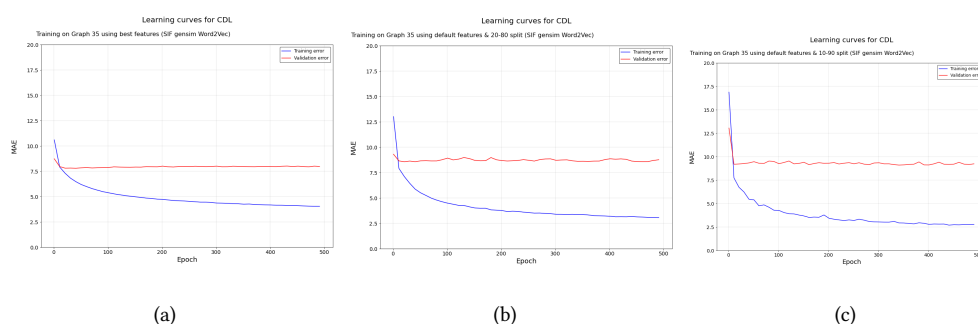 Learning curves for CDL
Training on Graph 35 using best features (SIF gensim Word2Vec)
20.0
17.5
15.0
12.5
10.0
7.5
5.0
2.5
0.0
MAE
Training error
Validation error
0 100 200 300 400 500
Epoch
(a)
Learning curves for CDL
Training on Graph 35 using default features & 20-80 split (SIF gensim Word2Vec)
20.0
17.5
15.0
12.5
10.0
7.5
5.0
2.5
0.0
MAE
Training error
Validation error
0 100 200 300 400 500
Epoch
(b)
Learning curves for CDL
Training on Graph 35 using default features & 10-90 split (SIF gensim Word2Vec)
20.0
17.5
15.0
12.5
10.0
7.5
5.0
2.5
0.0
MAE
Training error
Validation error
0 100 200 300 400 500
Epoch
(c)